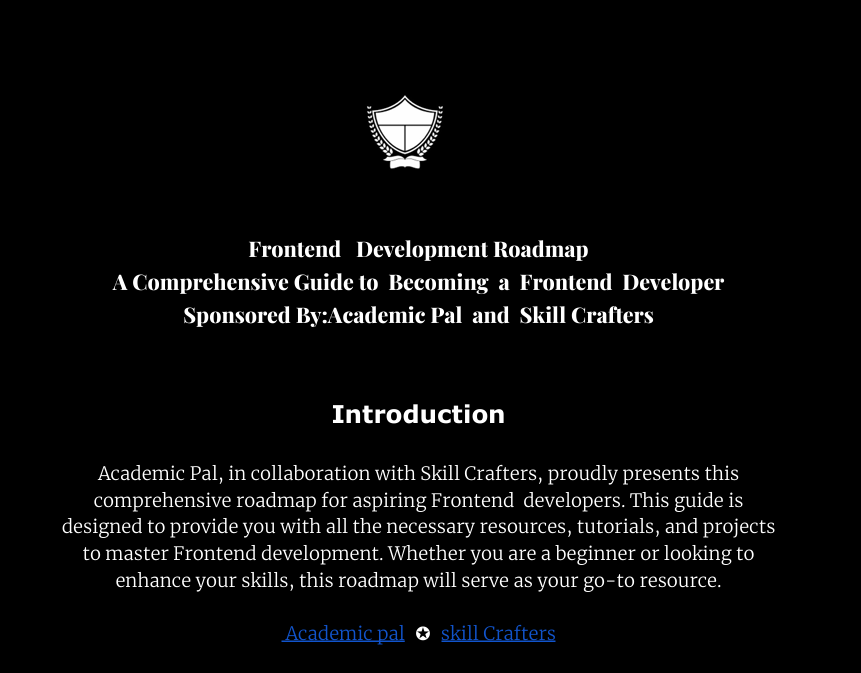 Frontend   Development Roadmap
A Comprehensive Guide to  Becoming  a  Frontend  Developer
Sponsored By:Academic Pal  and  Skill Crafters
Introduction
Academic Pal, in collaboration with Skill Crafters, proudly presents this
comprehensive roadmap for aspiring Frontend  developers. This guide is
designed to provide you with all the necessary resources, tutorials, and projects
to master Frontend development. Whether you are a beginner or looking to
enhance your skills, this roadmap will serve as your go-to resource.
Academic pal ✪ skill Crafters